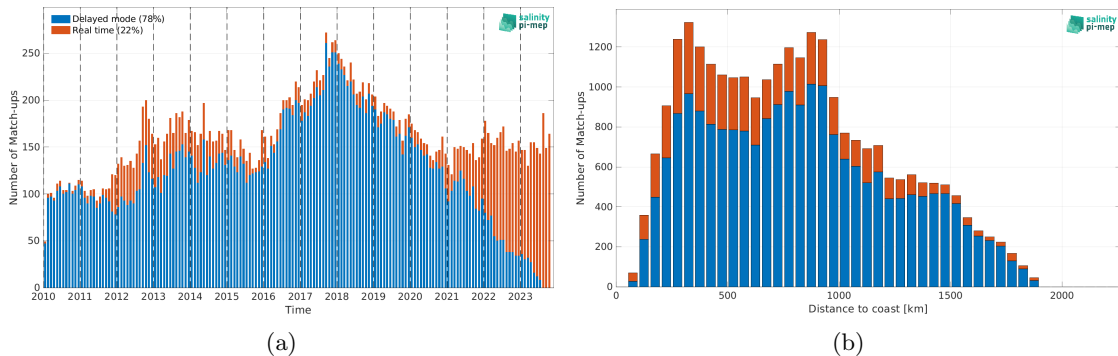 Delayed mode (78%)
Real time (22%)
salinity
pi-mep
250
200
150
100
50
0
Number of Match-ups
2010 2011 2012 2013 2014 2015 2016 2017 2018 2019 2020 2021 2022 2023
Time
(a)
salinity
pi-mep
1200
1000
800
600
400
200
0
Number of Match-ups
0 500 1000 1500 2000
Distance to coast [km]
(b)